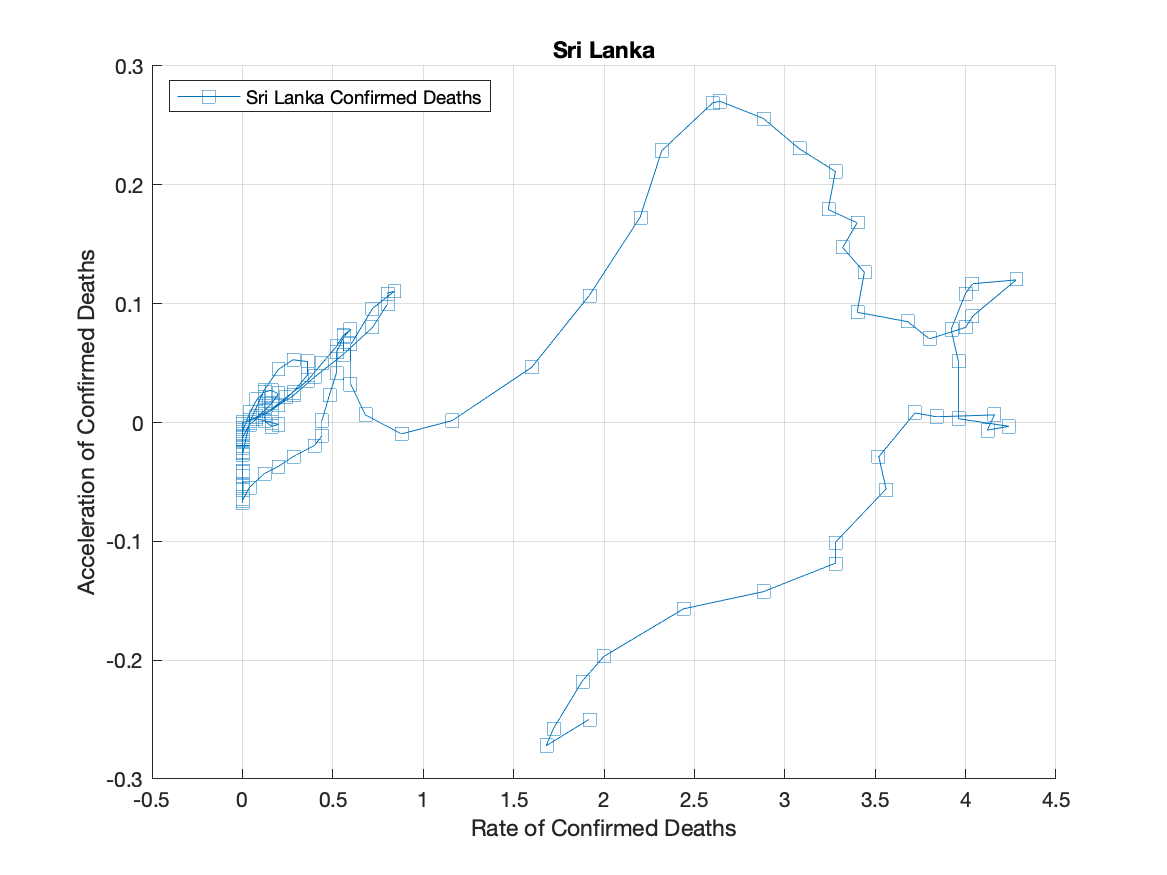 Sri Lanka
Sri Lanka Confirmed Deaths
0.3
0.2
0.1
0
-0.1
-0.2
-0.3
Acceleration of Confirmed Deaths
-0.5 0 0.5 1 1.5 2 2.5 3 3.5 4 4.5
Rate of Confirmed Deaths